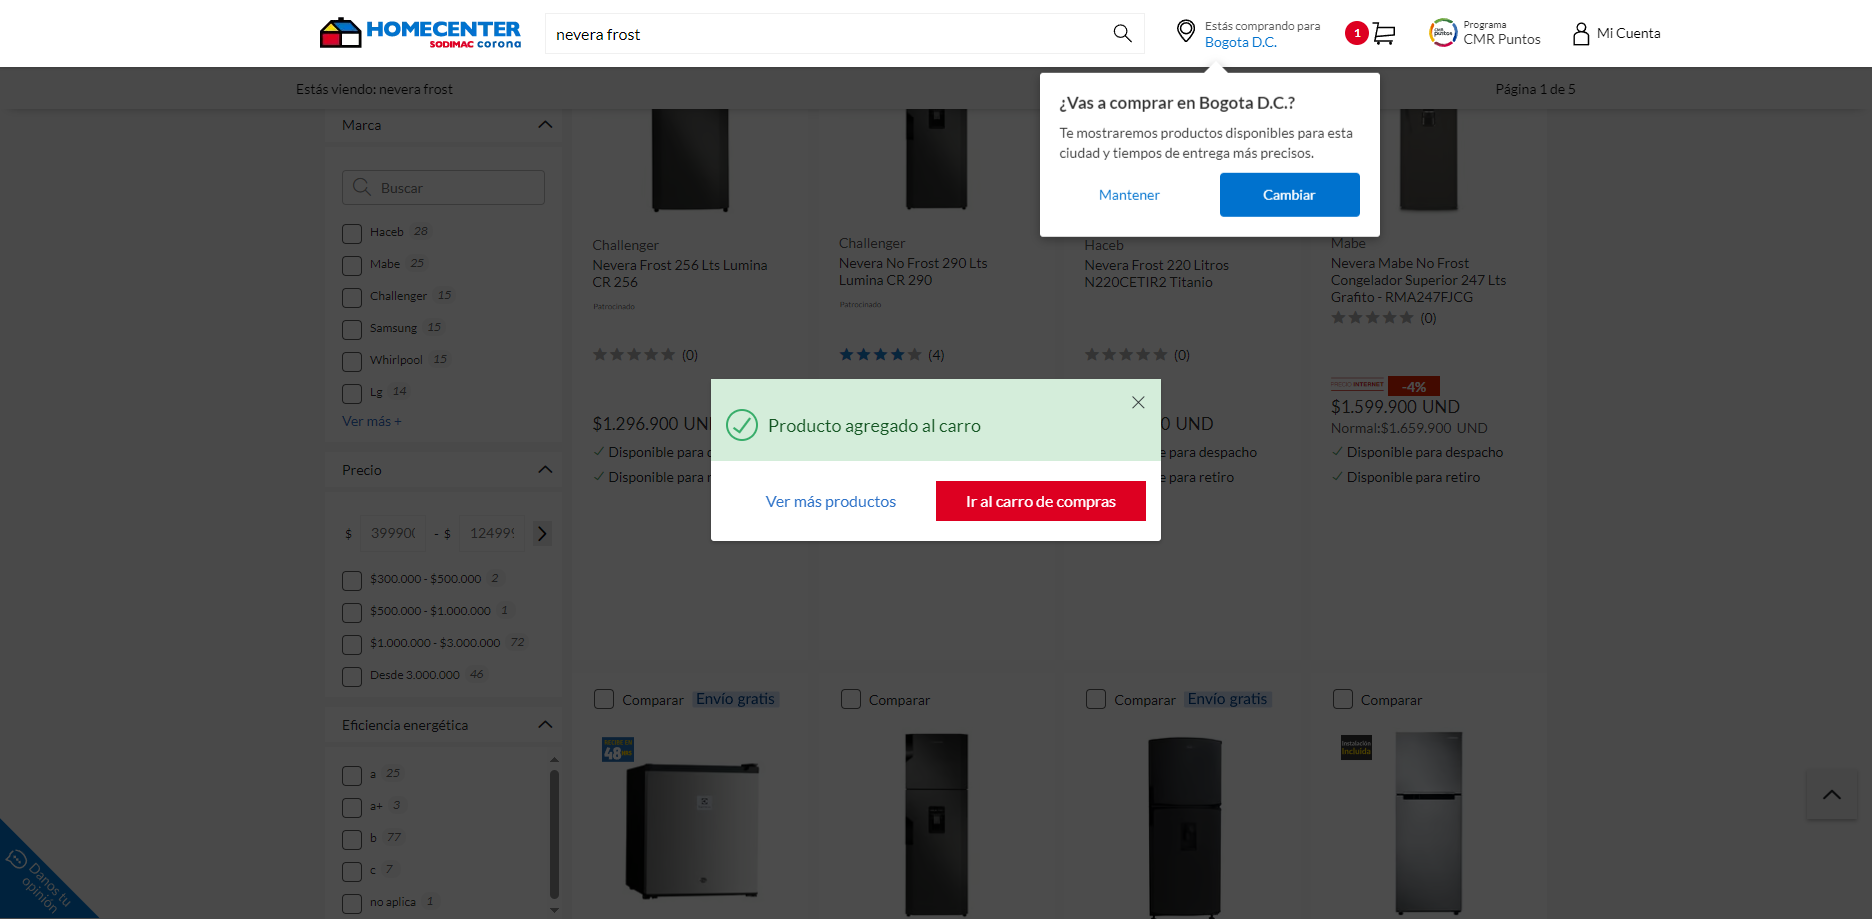 HOMECENTER
SODIMAC corona
nevera frost
Estás comprando para
Bogota D.C.
1
CMR
puntos
Programa
CMR Puntos
Mi Cuenta
Estás viendo: nevera frost
Página 1 de 5
¿Vas a comprar en Bogota D.C.?
Te mostraremos productos disponibles para esta
ciudad y tiempos de entrega más precisos.
Mantener
Cambiar
Marca
Buscar
Haceb 28
Mabe 25
Challenger 15
Samsung 15
Whirlpool 15
Lg 14
Ver más +
Precio
$ 39990 - $ 12499
$300.000 - $500.000 2
$500.000 - $1.000.000 1
$1.000.000 - $3.000.000 72
Desde 3.000.000 46
Eficiencia energética
a 25
a+ 3
b 77
c 7
no aplica 1
Challenger
Nevera Frost 256 Lts Lumina
CR 256
Patrocinado
(0)
$1.296.900 UN
Disponible para
Disponible para
Challenger
Nevera No Frost 290 Lts
Lumina CR 290
Patrocinado
(4)
Haceb
Nevera Frost 220 Litros
N220CETIR2 Titanio
(0)
0 UND
e para despacho
e para retiro
Mabe
Nevera Mabe No Frost
Congelador Superior 247 Lts
Grafito - RMA247FJCG
(0)
PRECIO INTERNET
-4%
$1.599.900 UND
Normal:$1.659.900 UND
Disponible para despacho
Disponible para retiro
Producto agregado al carro
Ver más productos
Ir al carro de compras
Comparar Envío gratis
Comparar
Comparar Envío gratis
Comparar
RECIBE EN
48
Instalación
Incluida
Danos tu
opinión